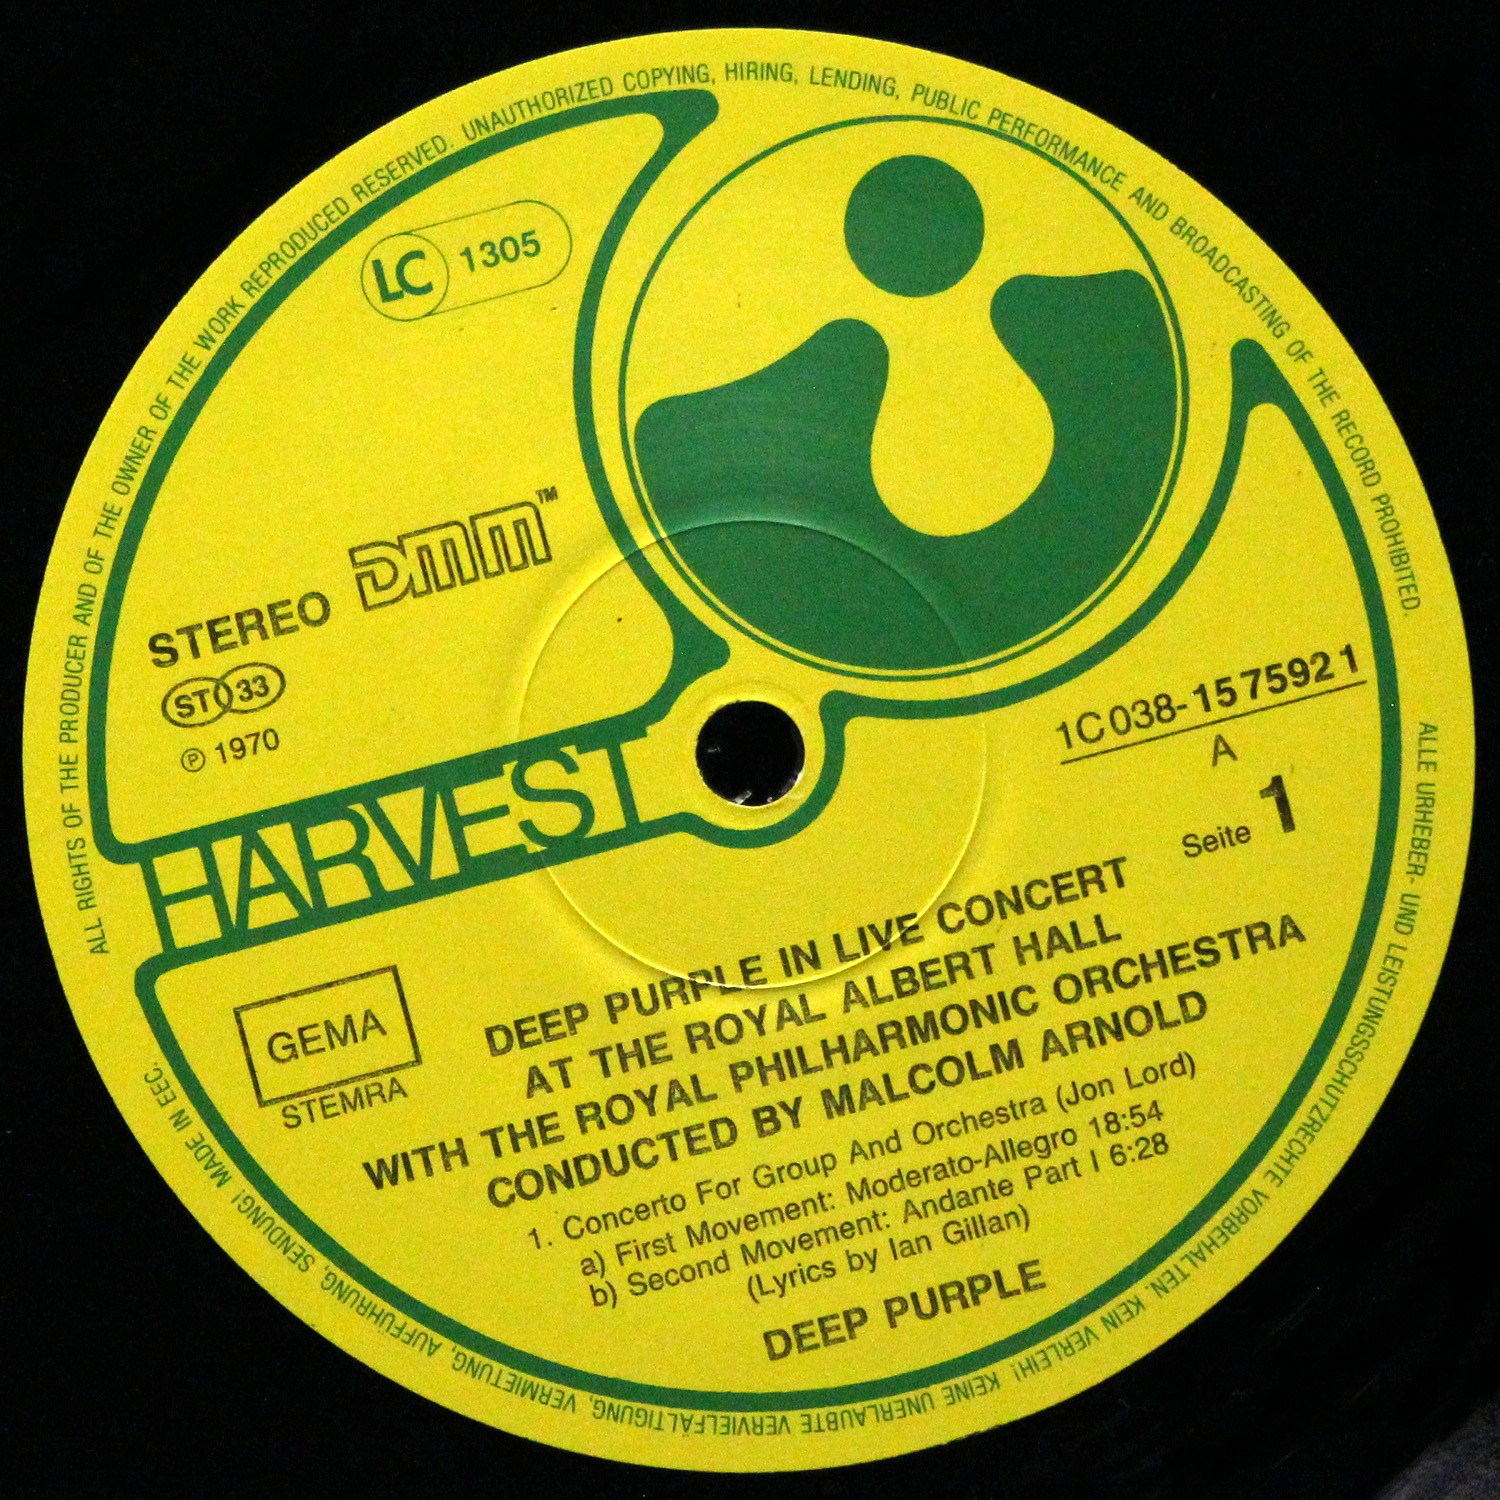 ALL RIGHTS OF THE PRODUCER AND OF THE OWNER OF THE WORK REPRODUCED RESERVED. UNAUTHORIZED COPYING, HIRING, LENDING, PUBLIC PERFORMANCE AND BROADCASTING OF THE RECORD PROHIBITED.
LC 1305
STEREO DMM™
ST 33
Ⓟ 1970
HARVEST
1C 038-15 7592 1
A
Seite 1
GEMA
STEMRA
DEEP PURPLE IN LIVE CONCERT
AT THE ROYAL ALBERT HALL
WITH THE ROYAL PHILHARMONIC ORCHESTRA
CONDUCTED BY MALCOLM ARNOLD
1. Concerto For Group And Orchestra (Jon Lord)
a) First Movement: Moderato-Allegro 18:54
b) Second Movement: Andante Part I 6:28
(Lyrics by Ian Gillan)
DEEP PURPLE
ALLE URHEBER- UND LEISTUNGSSCHUTZRECHTE VORBEHALTEN. KEIN VERLEIH! KEINE UNERLAUBTE VERVIELFÄLTIGUNG, VERMIETUNG, AUFFÜHRUNG, SENDUNG! MADE IN EEC.